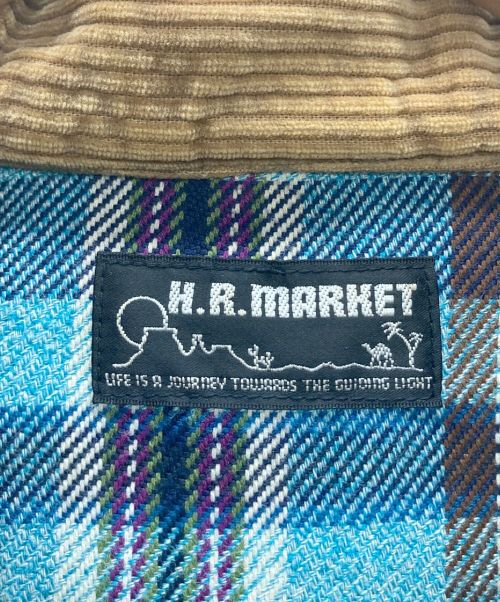 H.R.MARKET
LIFE IS A JOURNEY TOWARDS THE GUIDING LIGHT